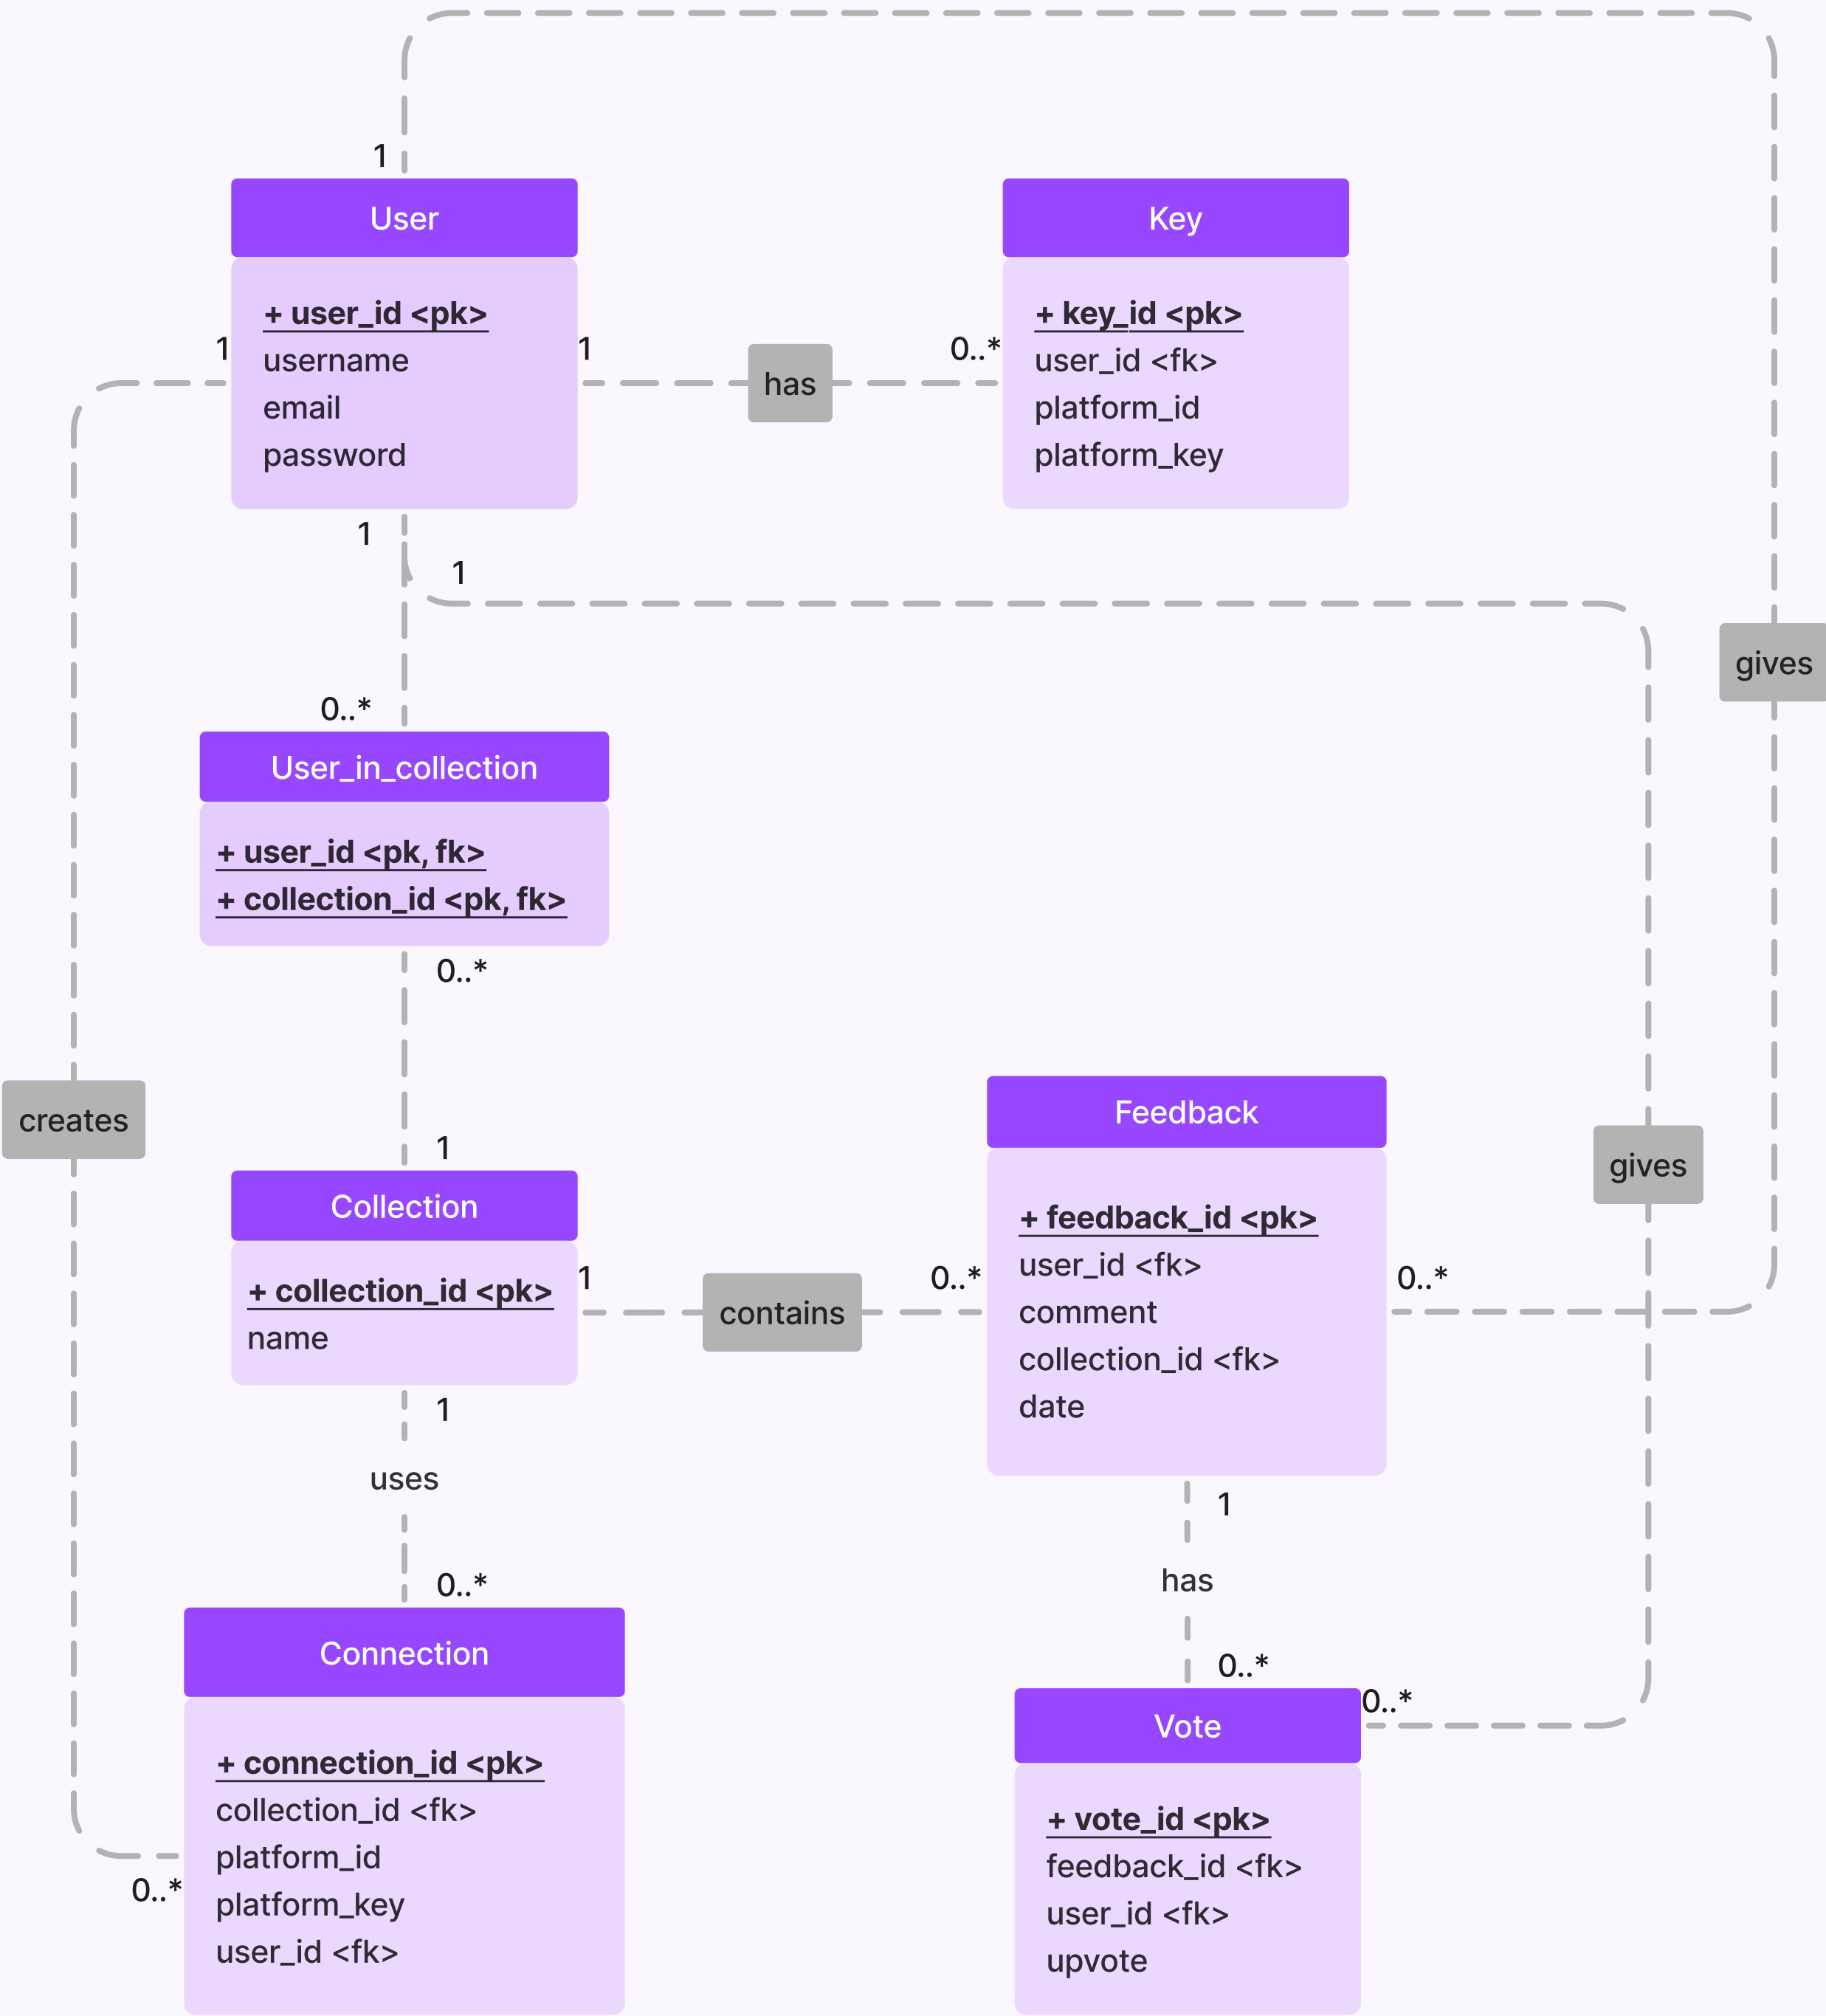 1
User
+ user_id <pk>
username
email
password
1
1
has
0..*
Key
+ key_id <pk>
user_id <fk>
platform_id
platform_key
1
1
gives
0..*
User_in_collection
+ user_id <pk, fk>
+ collection_id <pk, fk>
0..*
creates
1
Collection
+ collection_id <pk>
name
1
contains
0..*
Feedback
+ feedback_id <pk>
user_id <fk>
comment
collection_id <fk>
date
0..*
gives
1
uses
0..*
1
has
0..*
Connection
+ connection_id <pk>
collection_id <fk>
platform_id
platform_key
user_id <fk>
0..*
Vote
0..*
+ vote_id <pk>
feedback_id <fk>
user_id <fk>
upvote